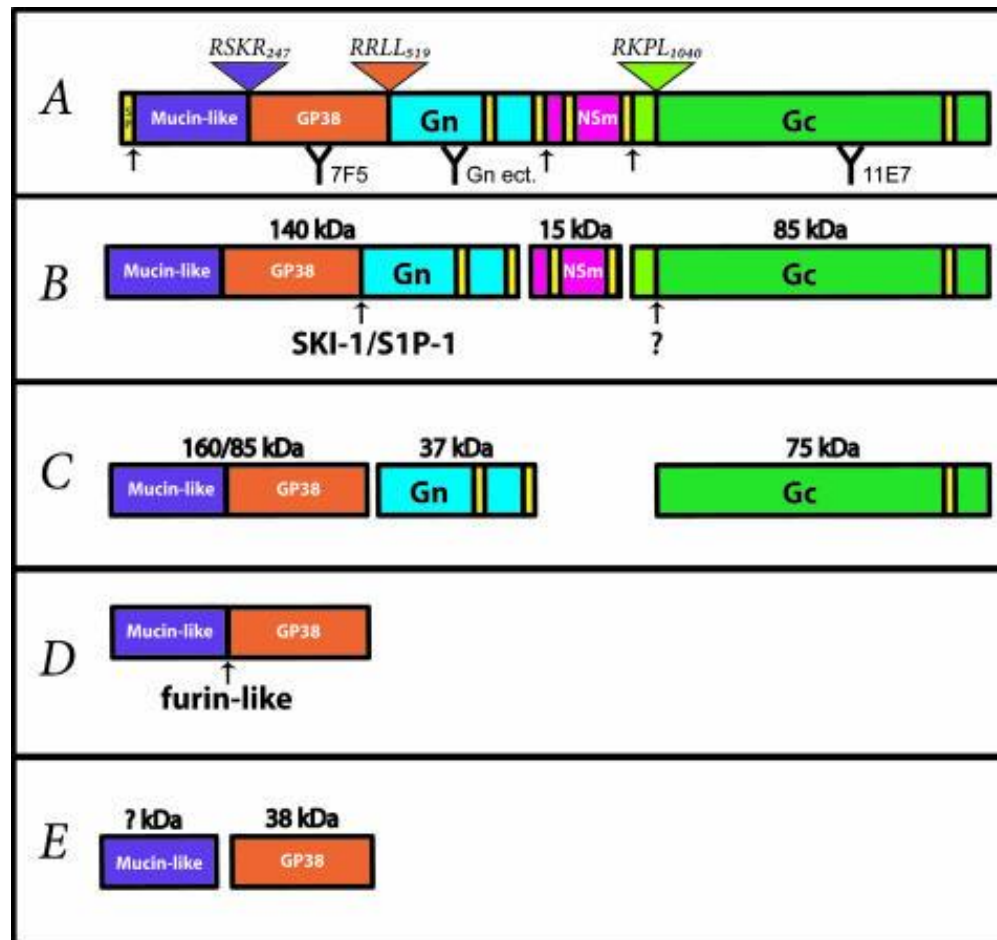 RSKR247 RRLL519 RKPL1040
A
Mucin-like GP38 Gn NSm Gc
7F5 Gn ect. 11E7
140 kDa 15 kDa 85 kDa
B
Mucin-like GP38 Gn NSm Gc
SKI-1/S1P-1 ?
160/85 kDa 37 kDa 75 kDa
C
Mucin-like GP38 Gn Gc
D
Mucin-like GP38
furin-like
? kDa 38 kDa
E
Mucin-like GP38